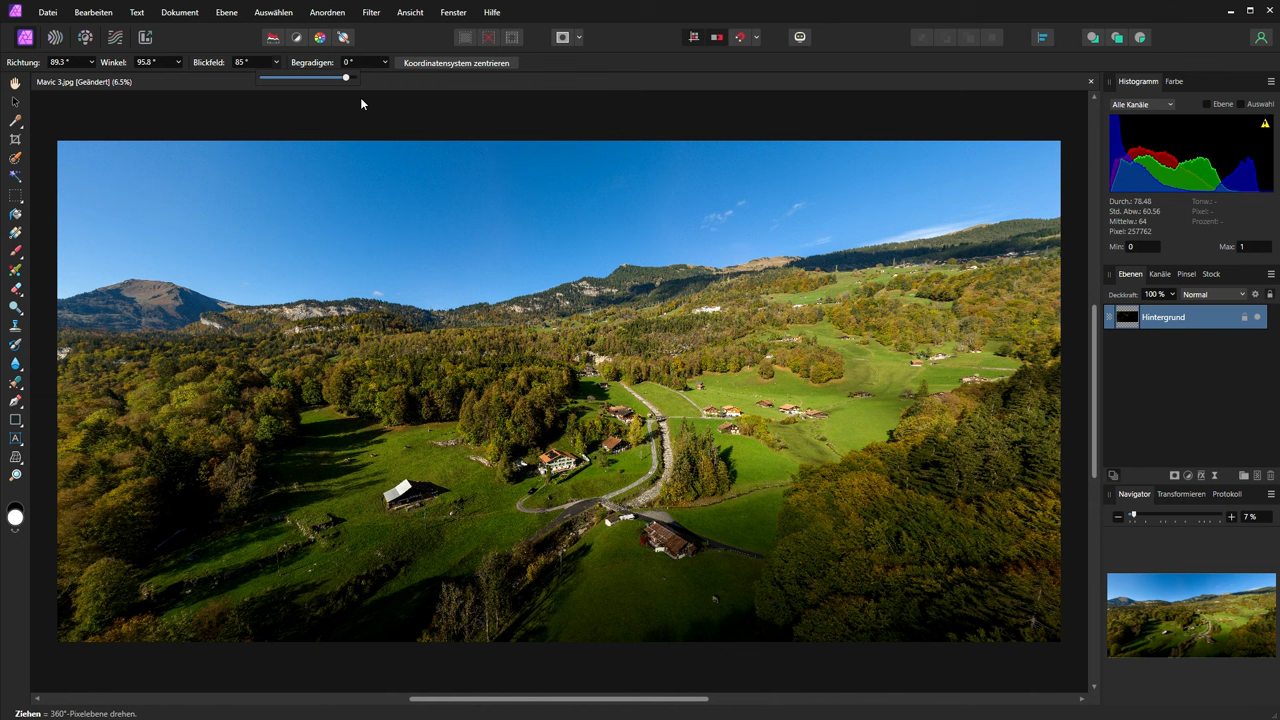 Datei Bearbeiten Text Dokument Ebene Auswählen Anordnen Filter Ansicht Fenster Hilfe
Richtung: 89.3 ° Winkel: 95.8 ° Blickfeld: 85 ° Begradigen: 0 ° Koordinatensystem zentrieren
Mavic 3.jpg [Geändert] (6.5%)
Histogramm Farbe
Alle Kanäle Ebene Auswahl
Durch.: 78.48 Tonw.: -
Std. Abw.: 60.56 Pixel: -
Mittelw.: 64 Prozent: -
Pixel: 257762
Min: 0 Max: 1
Ebenen Kanäle Pinsel Stock
Deckkraft: 100 % Normal
Hintergrund
Navigator Transformieren Protokoll
7 %
Ziehen = 360°-Pixelebene drehen.